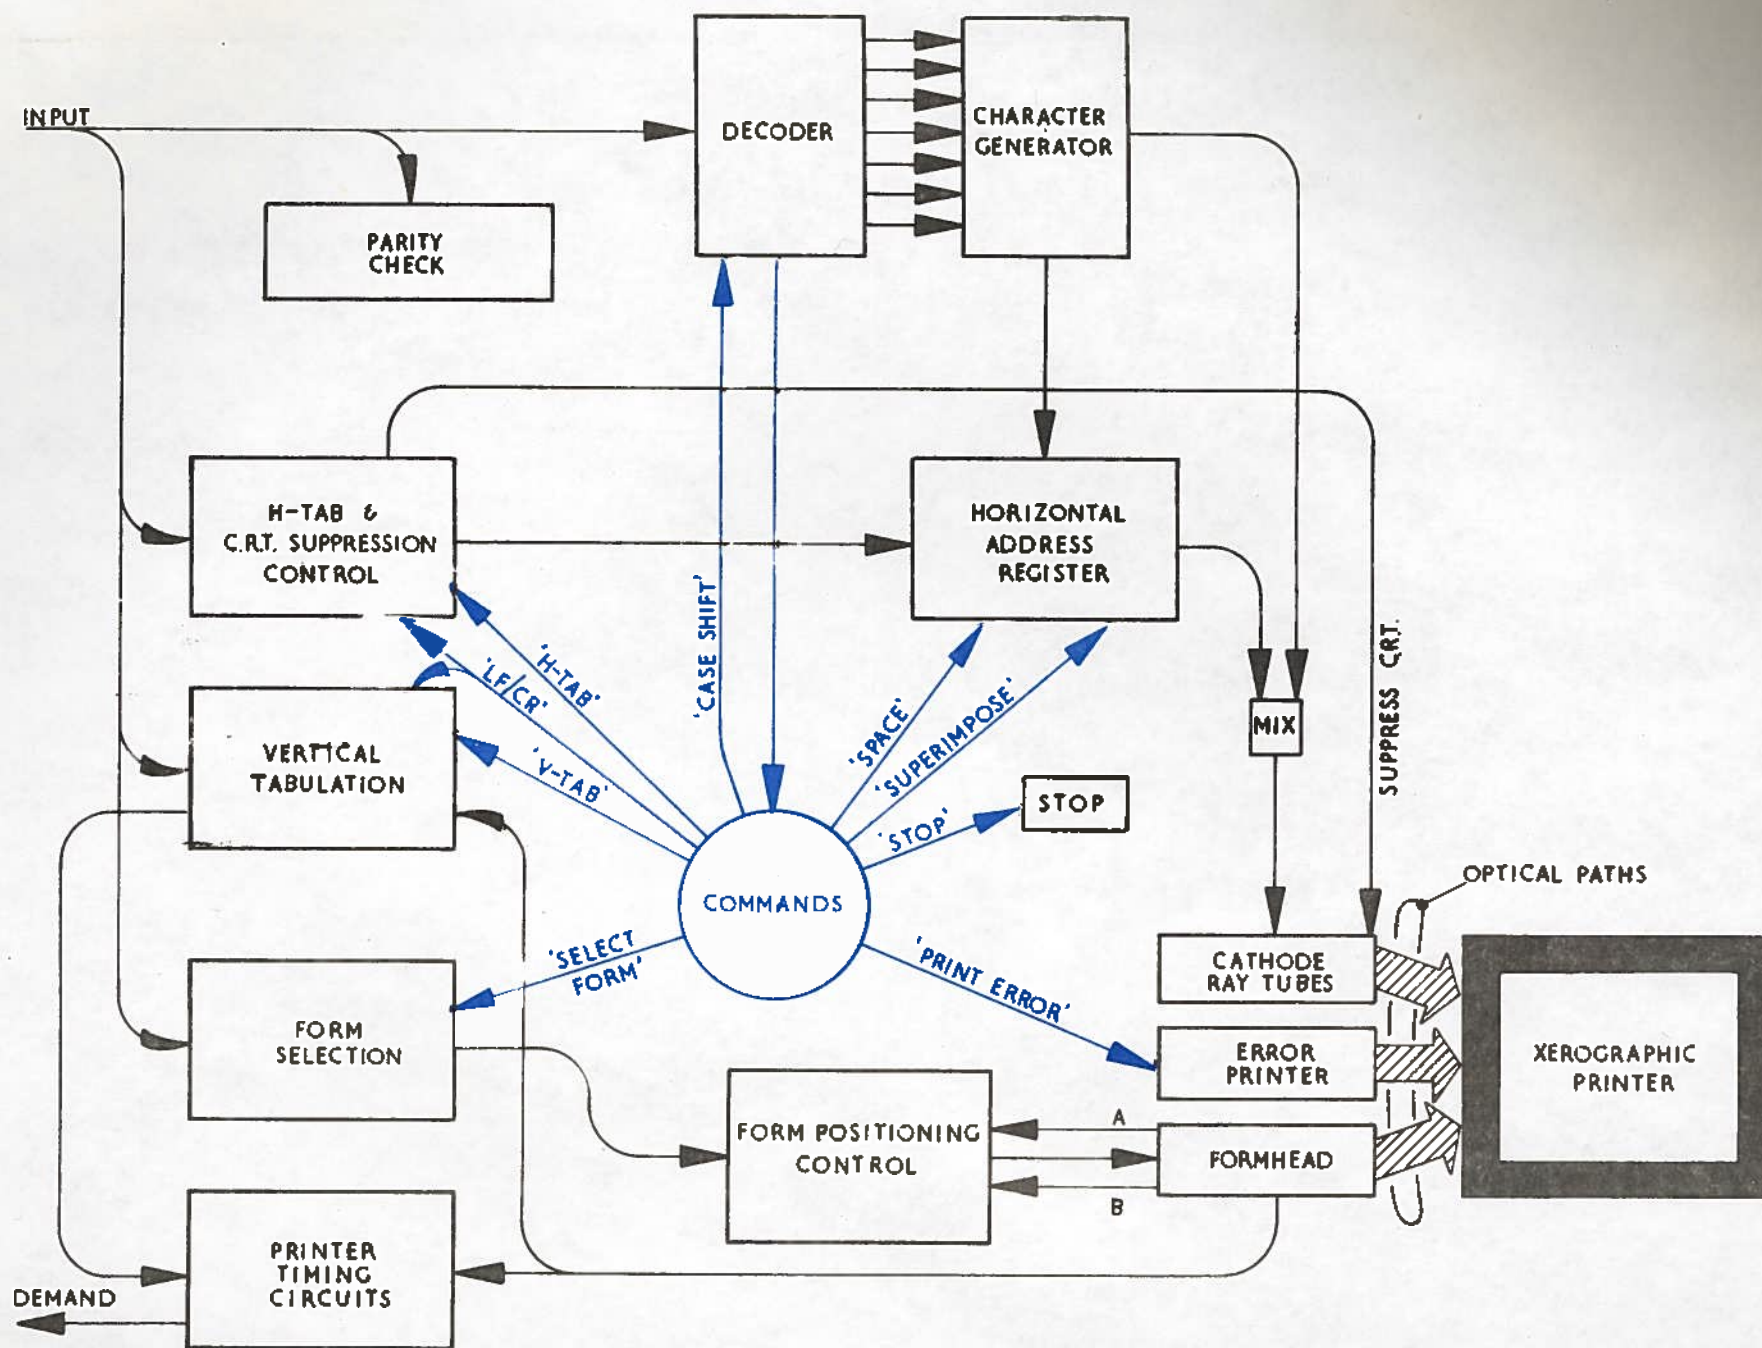 INPUT
DECODER
CHARACTER
GENERATOR
PARITY
CHECK
H-TAB &
C.R.T. SUPPRESSION
CONTROL
HORIZONTAL
ADDRESS
REGISTER
'CASE SHIFT'
'H-TAB'
'LF/CR'
'V-TAB'
'SPACE'
'SUPERIMPOSE'
'STOP'
STOP
MIX
SUPPRESS C.R.T.
VERTICAL
TABULATION
COMMANDS
OPTICAL PATHS
'SELECT
FORM'
'PRINT ERROR'
CATHODE
RAY TUBES
FORM
SELECTION
ERROR
PRINTER
XEROGRAPHIC
PRINTER
FORM POSITIONING
CONTROL
A
B
FORMHEAD
PRINTER
TIMING
CIRCUITS
DEMAND